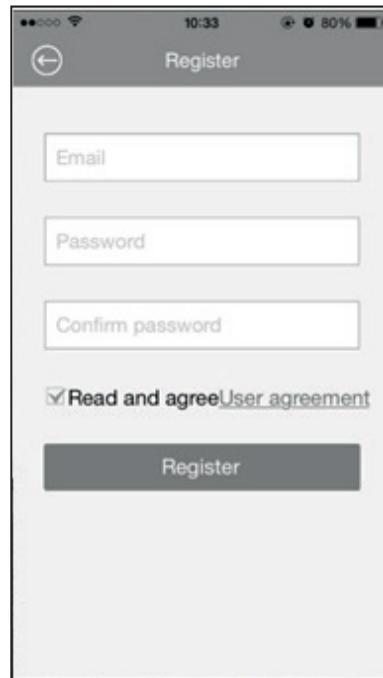 10:33 80%
Register
Email
Password
Confirm password
Read and agreeUser agreement
Register